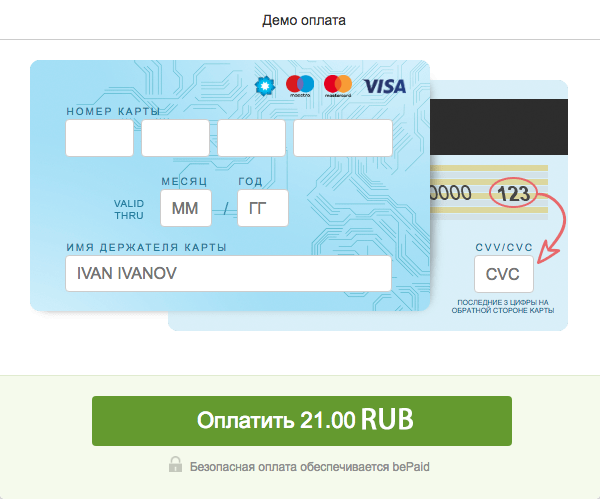 Демо оплата
maestro
mastercard
VISA
НОМЕР КАРТЫ
МЕСЯЦ
ГОД
VALID
THRU
ММ
/
ГГ
ИМЯ ДЕРЖАТЕЛЯ КАРТЫ
IVAN IVANOV
0000
123
CVV/CVC
CVC
ПОСЛЕДНИЕ 3 ЦИФРЫ НА
ОБРАТНОЙ СТОРОНЕ КАРТЫ
Оплатить 21.00 RUB
Безопасная оплата обеспечивается bePaid